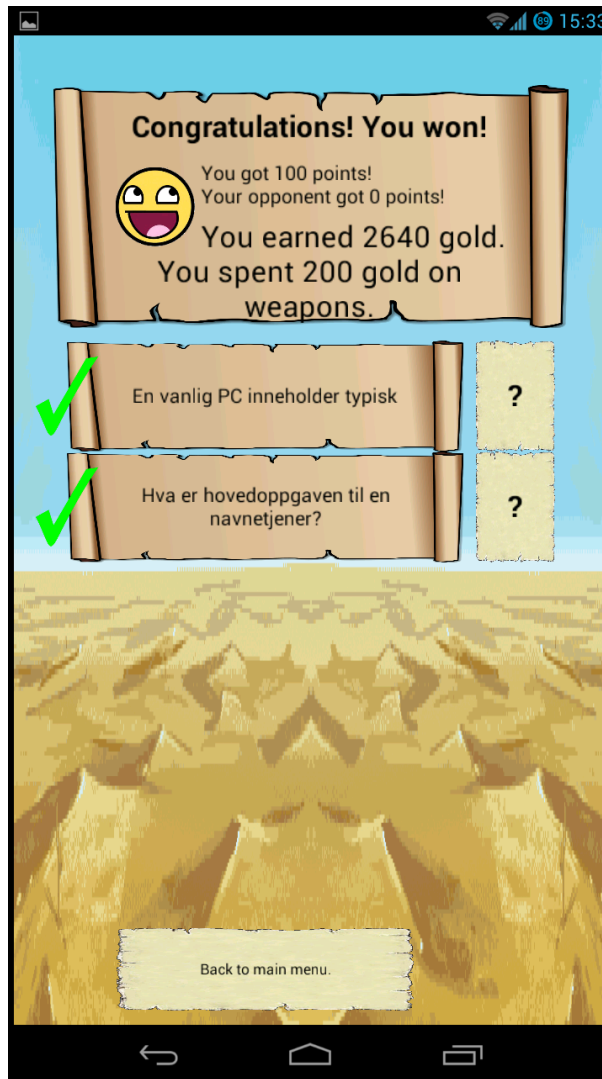 89 15:33
Congratulations! You won!
You got 100 points!
Your opponent got 0 points!
You earned 2640 gold.
You spent 200 gold on
weapons.
En vanlig PC inneholder typisk
?
Hva er hovedoppgaven til en
navnetjener?
?
Back to main menu.